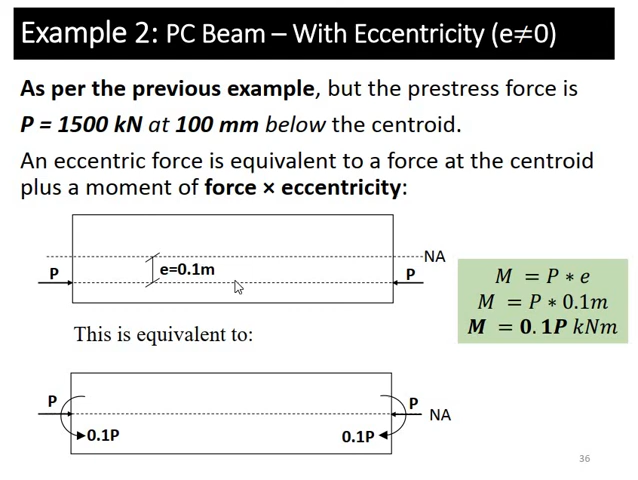 Example 2: PC Beam – With Eccentricity (e≠0)
As per the previous example, but the prestress force is
P = 1500 kN at 100 mm below the centroid.
An eccentric force is equivalent to a force at the centroid
plus a moment of force × eccentricity:
NA
P
e=0.1m
P
M = P * e
M = P * 0.1m
M = 0.1P kNm
This is equivalent to:
P
P
NA
0.1P
0.1P
36